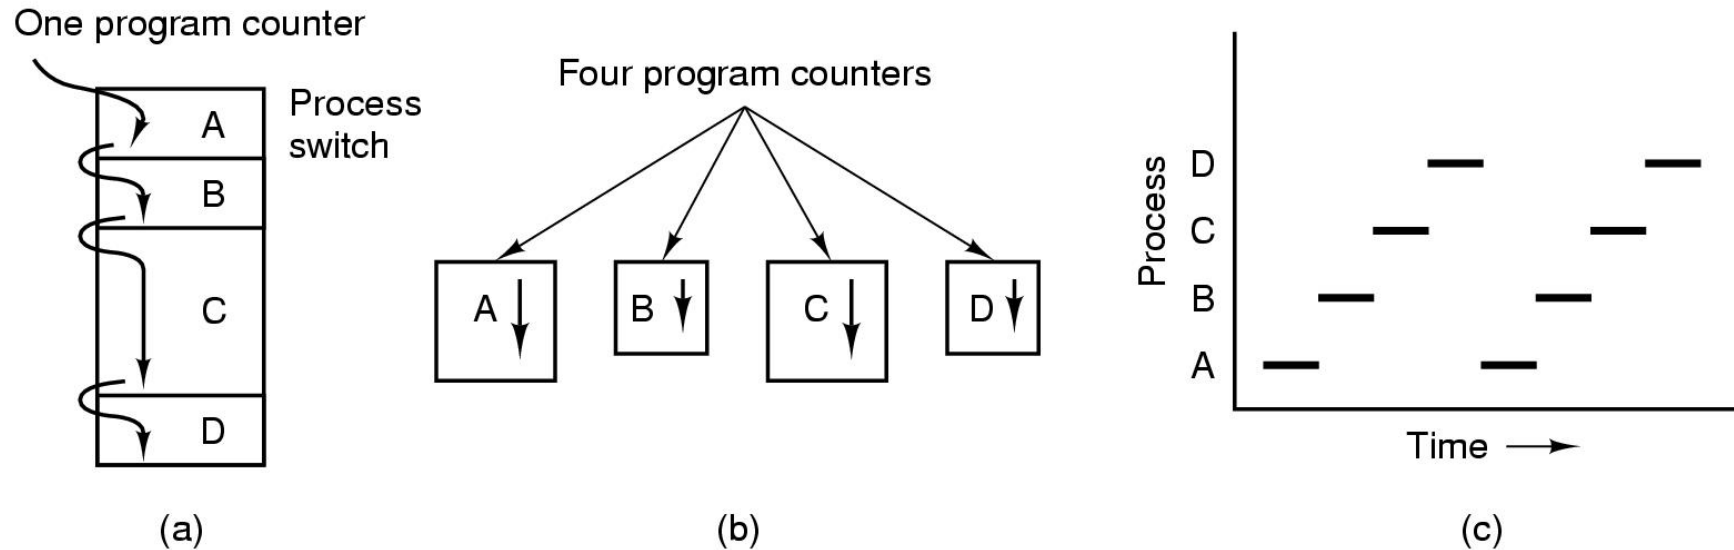 One program counter
Process
switch
A
B
C
D
(a)
Four program counters
A
B
C
D
(b)
Process
D
C
B
A
Time
(c)